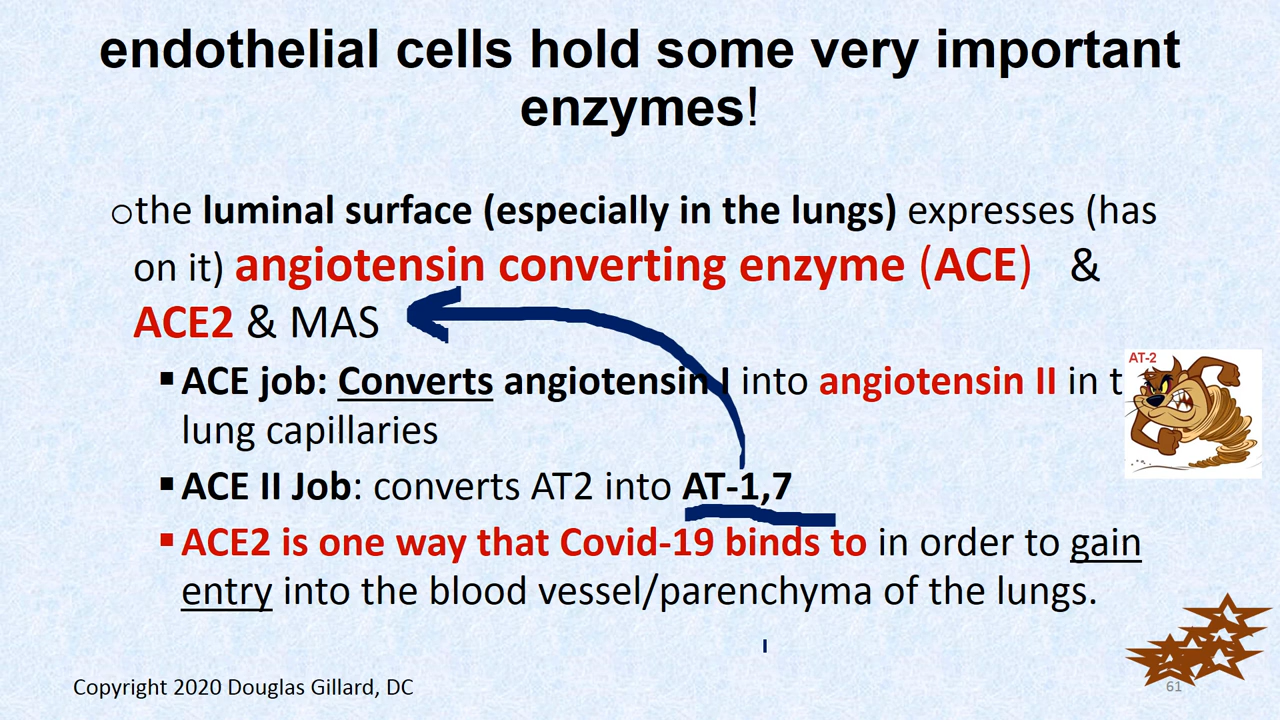 endothelial cells hold some very important
enzymes!
○the luminal surface (especially in the lungs) expresses (has
on it) angiotensin converting enzyme (ACE) &
ACE2 & MAS
▪ACE job: Converts angiotensin I into angiotensin II in t
AT-2
lung capillaries
▪ACE II Job: converts AT2 into AT-1,7
▪ACE2 is one way that Covid-19 binds to in order to gain
entry into the blood vessel/parenchyma of the lungs.
Copyright 2020 Douglas Gillard, DC
61